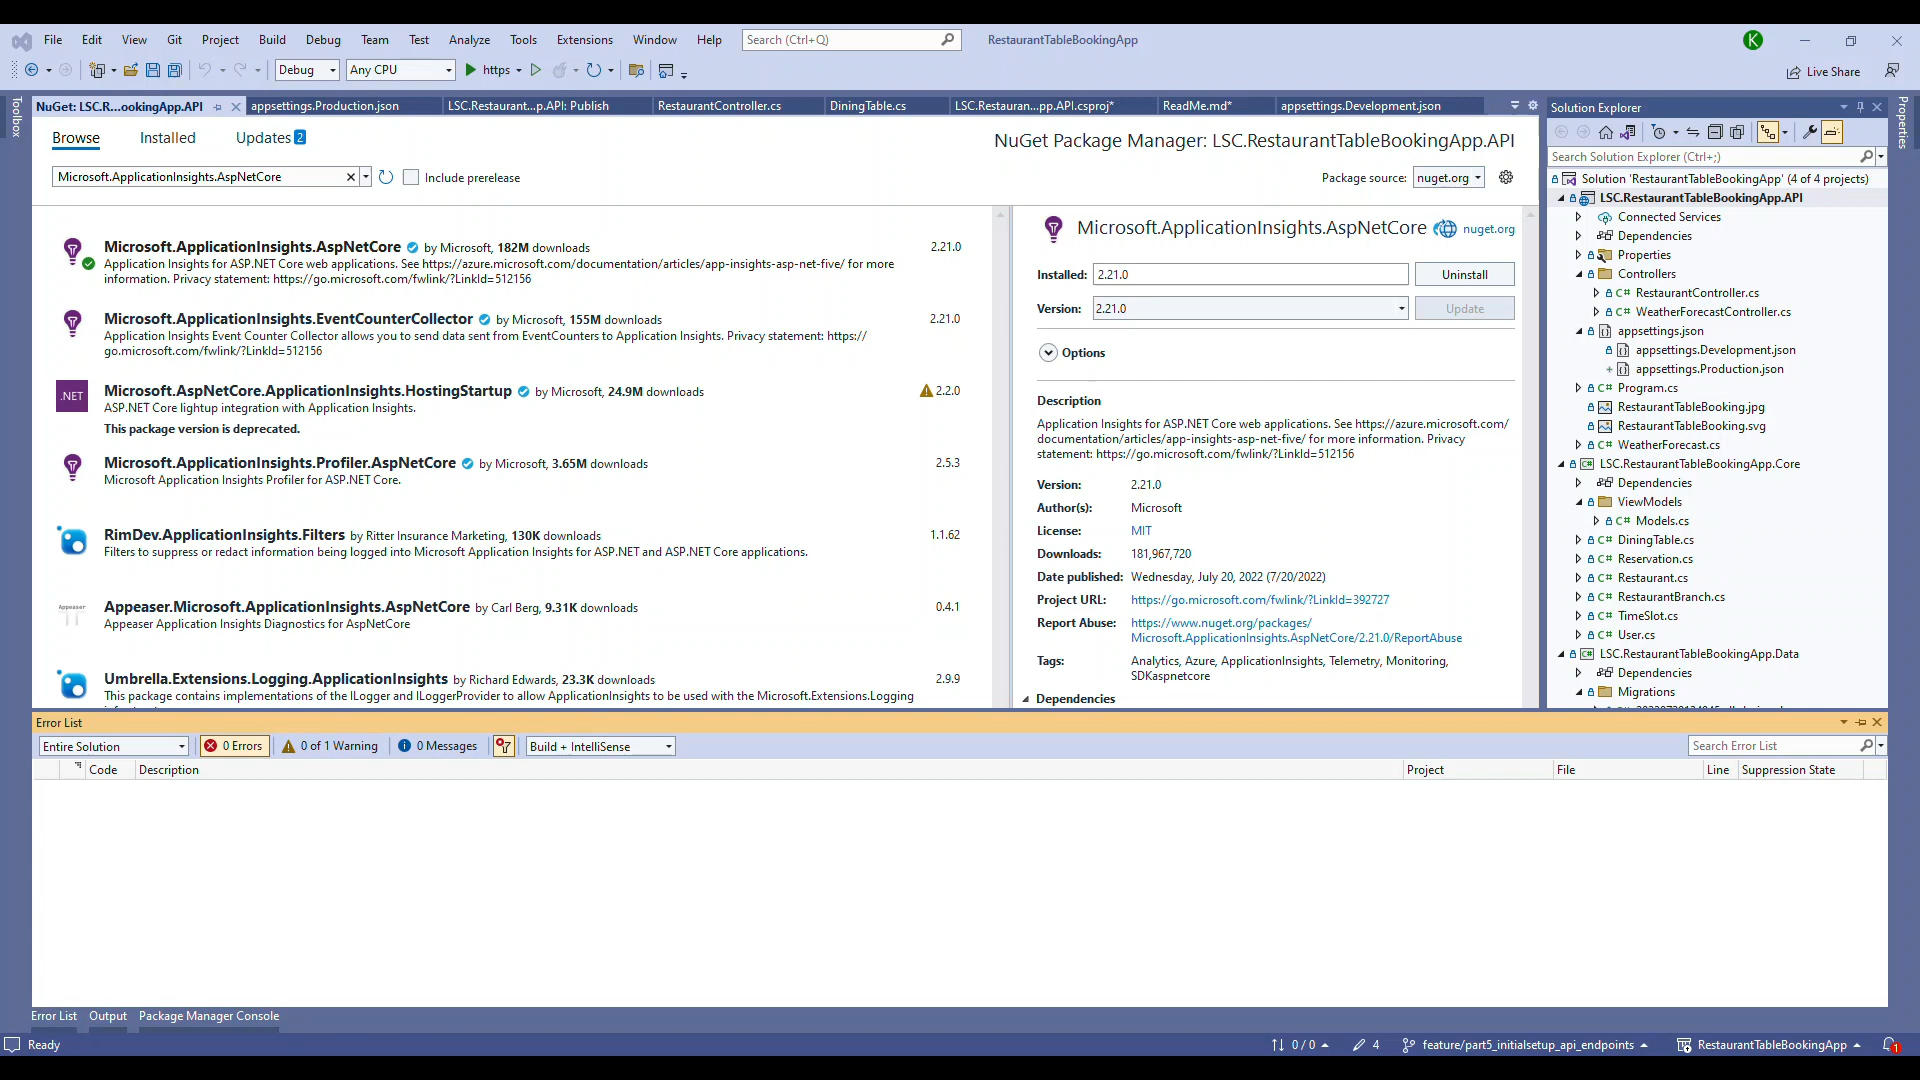 File Edit View Git Project Build Debug Team Test Analyze Tools Extensions Window Help Search (Ctrl+Q) RestaurantTableBookingApp K
Debug Any CPU https Live Share
Toolbox
NuGet: LSC.R...ookingApp.API appsettings.Production.json LSC.Restaurant...p.API: Publish RestaurantController.cs DiningTable.cs LSC.Restauran...pp.API.csproj* ReadMe.md* appsettings.Development.json
Browse Installed Updates 2
NuGet Package Manager: LSC.RestaurantTableBookingApp.API
Microsoft.ApplicationInsights.AspNetCore Include prerelease
Package source: nuget.org
Microsoft.ApplicationInsights.AspNetCore by Microsoft, 182M downloads 2.21.0
Application Insights for ASP.NET Core web applications. See https://azure.microsoft.com/documentation/articles/app-insights-asp-net-five/ for more
information. Privacy statement: https://go.microsoft.com/fwlink/?LinkId=512156
Microsoft.ApplicationInsights.EventCounterCollector by Microsoft, 155M downloads 2.21.0
Application Insights Event Counter Collector allows you to send data sent from EventCounters to Application Insights. Privacy statement: https://
go.microsoft.com/fwlink/?LinkId=512156
.NET
Microsoft.AspNetCore.ApplicationInsights.HostingStartup by Microsoft, 24.9M downloads 2.2.0
ASP.NET Core lightup integration with Application Insights.
This package version is deprecated.
Microsoft.ApplicationInsights.Profiler.AspNetCore by Microsoft, 3.65M downloads 2.5.3
Microsoft Application Insights Profiler for ASP.NET Core.
RimDev.ApplicationInsights.Filters by Ritter Insurance Marketing, 130K downloads 1.1.62
Filters to suppress or redact information being logged into Microsoft Application Insights for ASP.NET and ASP.NET Core applications.
Appeaser
Appeaser.Microsoft.ApplicationInsights.AspNetCore by Carl Berg, 9.31K downloads 0.4.1
Appeaser Application Insights Diagnostics for AspNetCore
Umbrella.Extensions.Logging.ApplicationInsights by Richard Edwards, 23.3K downloads 2.9.9
This package contains implementations of the ILogger and ILoggerProvider to allow ApplicationInsights to be used with the Microsoft.Extensions.Logging
Microsoft.ApplicationInsights.AspNetCore nuget.org
Installed: 2.21.0 Uninstall
Version: 2.21.0 Update
Options
Description
Application Insights for ASP.NET Core web applications. See https://azure.microsoft.com/
documentation/articles/app-insights-asp-net-five/ for more information. Privacy
statement: https://go.microsoft.com/fwlink/?LinkId=512156
Version: 2.21.0
Author(s): Microsoft
License: MIT
Downloads: 181,967,720
Date published: Wednesday, July 20, 2022 (7/20/2022)
Project URL: https://go.microsoft.com/fwlink/?LinkId=392727
Report Abuse: https://www.nuget.org/packages/
Microsoft.ApplicationInsights.AspNetCore/2.21.0/ReportAbuse
Tags: Analytics, Azure, ApplicationInsights, Telemetry, Monitoring,
SDKaspnetcore
Dependencies
Solution Explorer
Search Solution Explorer (Ctrl+;)
Solution 'RestaurantTableBookingApp' (4 of 4 projects)
LSC.RestaurantTableBookingApp.API
Connected Services
Dependencies
Properties
Controllers
C# RestaurantController.cs
C# WeatherForecastController.cs
appsettings.json
appsettings.Development.json
appsettings.Production.json
C# Program.cs
RestaurantTableBooking.jpg
RestaurantTableBooking.svg
C# WeatherForecast.cs
C# LSC.RestaurantTableBookingApp.Core
Dependencies
ViewModels
C# Models.cs
C# DiningTable.cs
C# Reservation.cs
C# Restaurant.cs
C# RestaurantBranch.cs
C# TimeSlot.cs
C# User.cs
C# LSC.RestaurantTableBookingApp.Data
Dependencies
Migrations
Properties
Error List
Entire Solution 0 Errors 0 of 1 Warning 0 Messages Build + IntelliSense Search Error List
Code Description Project File Line Suppression State
Error List Output Package Manager Console
Ready 0 / 0 4 feature/part5_initialsetup_api_endpoints RestaurantTableBookingApp 1